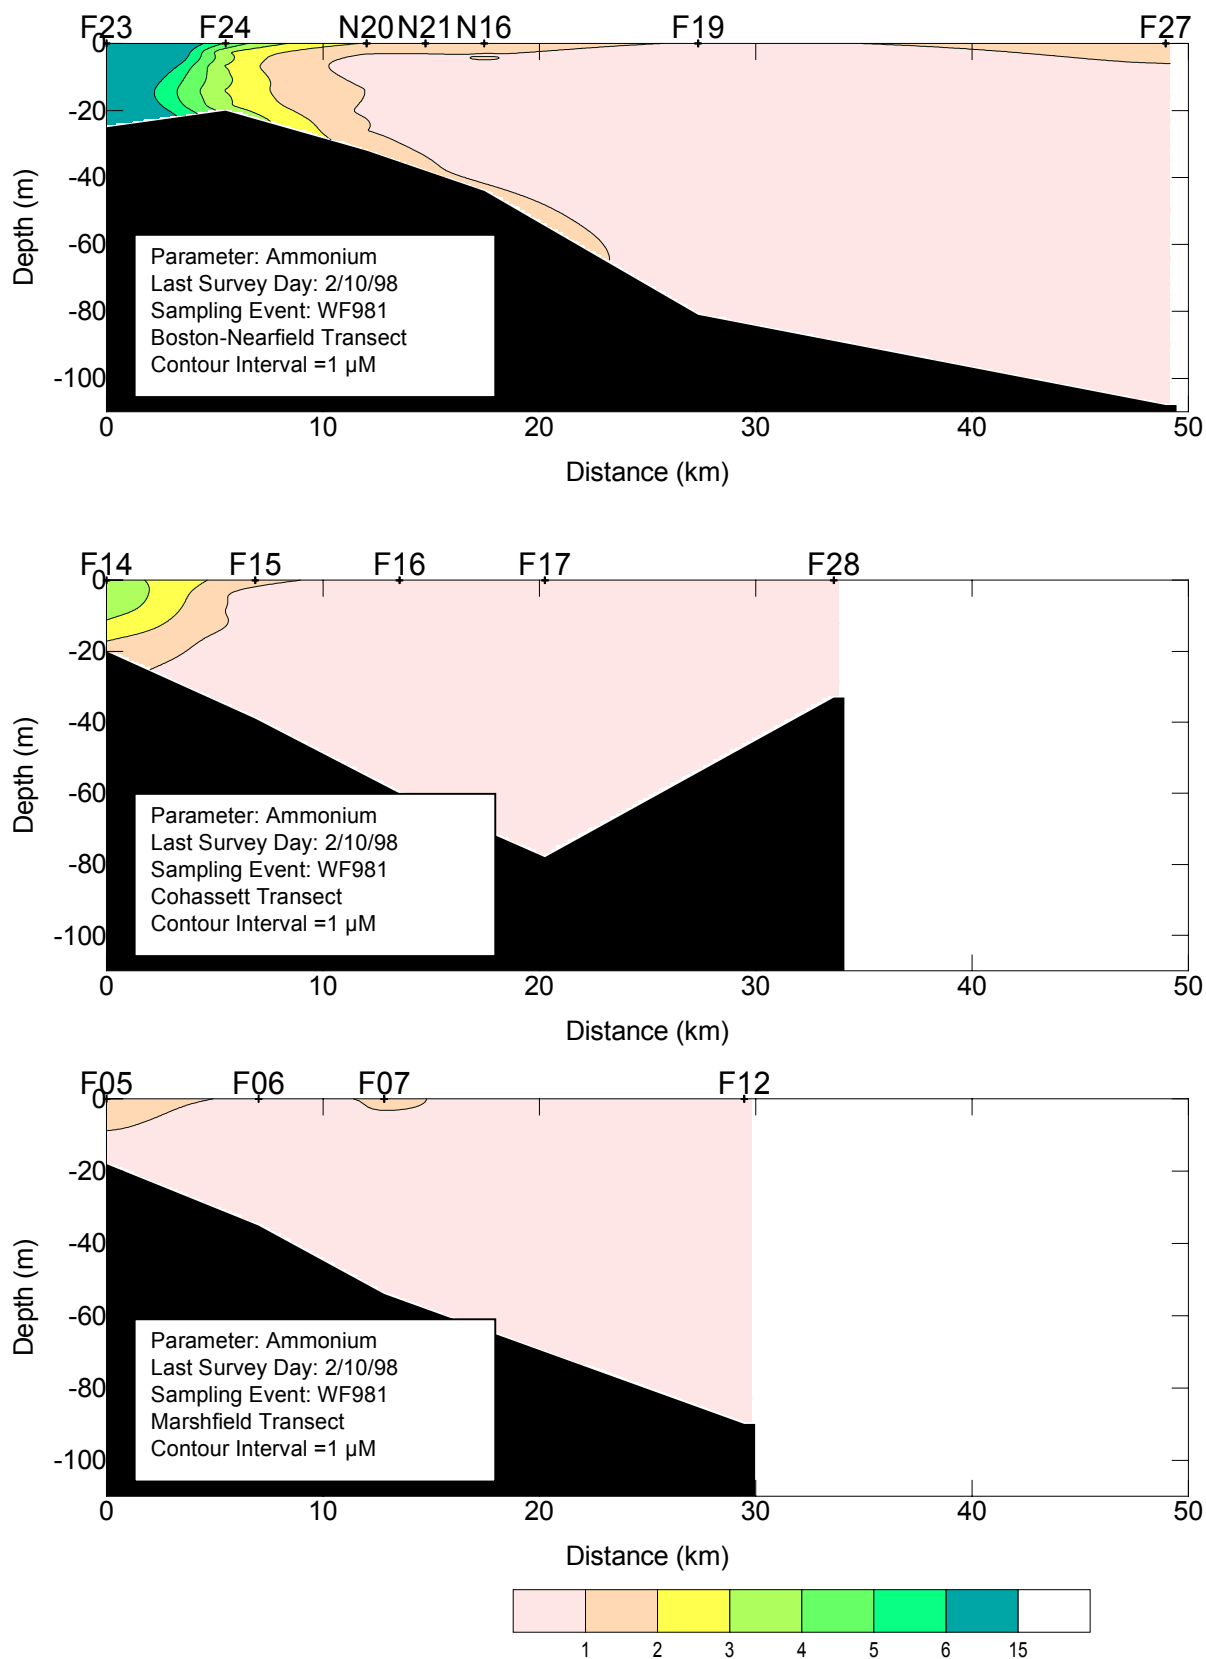 F23 F24 N20 N21 N16 F19 F27
0
-20
-40
-60
-80
-100
Depth (m)
Parameter: Ammonium
Last Survey Day: 2/10/98
Sampling Event: WF981
Boston-Nearfield Transect
Contour Interval =1 µM
0 10 20 30 40 50
Distance (km)
F14 F15 F16 F17 F28
0
-20
-40
-60
-80
-100
Depth (m)
Parameter: Ammonium
Last Survey Day: 2/10/98
Sampling Event: WF981
Cohassett Transect
Contour Interval =1 µM
0 10 20 30 40 50
Distance (km)
F05 F06 F07 F12
0
-20
-40
-60
-80
-100
Depth (m)
Parameter: Ammonium
Last Survey Day: 2/10/98
Sampling Event: WF981
Marshfield Transect
Contour Interval =1 µM
0 10 20 30 40 50
Distance (km)
1 2 3 4 5 6 15